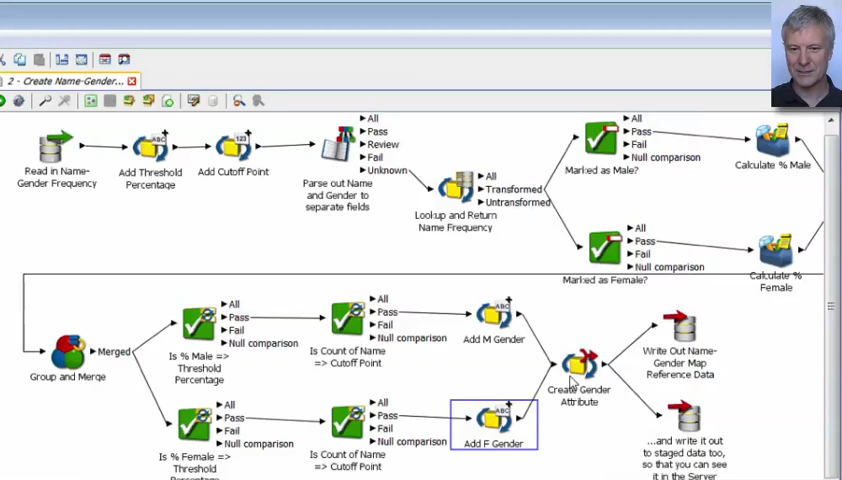 2 - Create Name-Gender...
ABC
123
Read in Name-
Gender Frequency
Add Threshold
Percentage
Add Cutoff Point
Parse out Name
and Gender to
separate fields
All
Pass
Review
Fail
Unknown
Lookup and Return
Name Frequency
All
Transformed
Untransformed
Marked as Male?
All
Pass
Fail
Null comparison
Calculate % Male
Marked as Female?
All
Pass
Fail
Null comparison
Calculate %
Female
Group and Merge
Merged
Is % Male =>
Threshold
Percentage
All
Pass
Fail
Null comparison
Is Count of Name
=> Cutoff Point
All
Pass
Fail
Null comparison
ABC
Add M Gender
Is % Female =>
Threshold
Percentage
All
Pass
Fail
Null comparison
Is Count of Name
=> Cutoff Point
All
Pass
Fail
Null comparison
ABC
Add F Gender
Create Gender
Attribute
Write Out Name-
Gender Map
Reference Data
...and write it out
to staged data too,
so that you can see
it in the Server